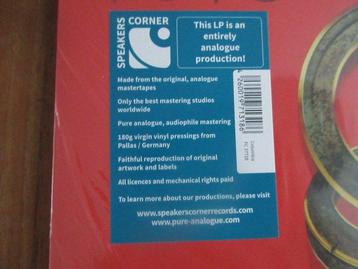 SPEAKERS
CORNER
This LP is an
entirely
analogue
production!
Made from the original, analogue
mastertapes
Only the best mastering studios
worldwide
Pure analogue, audiophile mastering
180g virgin vinyl pressings from
Pallas / Germany
Faithful reproduction of original
artwork and labels
All licences and mechanical rights paid
To learn more about our productions, please visit
www.speakerscornerrecords.com
www.pure-analogue.com
4260019713186
Columbia